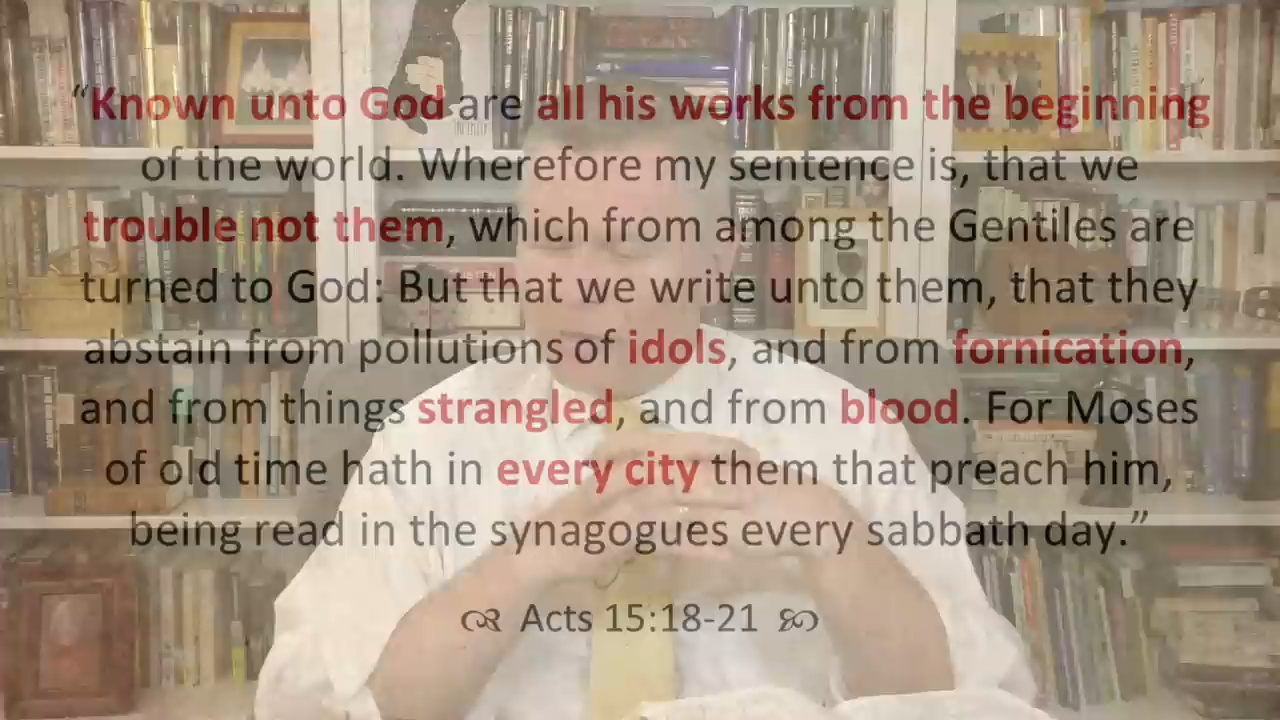 “Known unto God are all his works from the beginning
of the world. Wherefore my sentence is, that we
trouble not them, which from among the Gentiles are
turned to God: But that we write unto them, that they
abstain from pollutions of idols, and from fornication,
and from things strangled, and from blood. For Moses
of old time hath in every city them that preach him,
being read in the synagogues every sabbath day.”
Acts 15:18-21